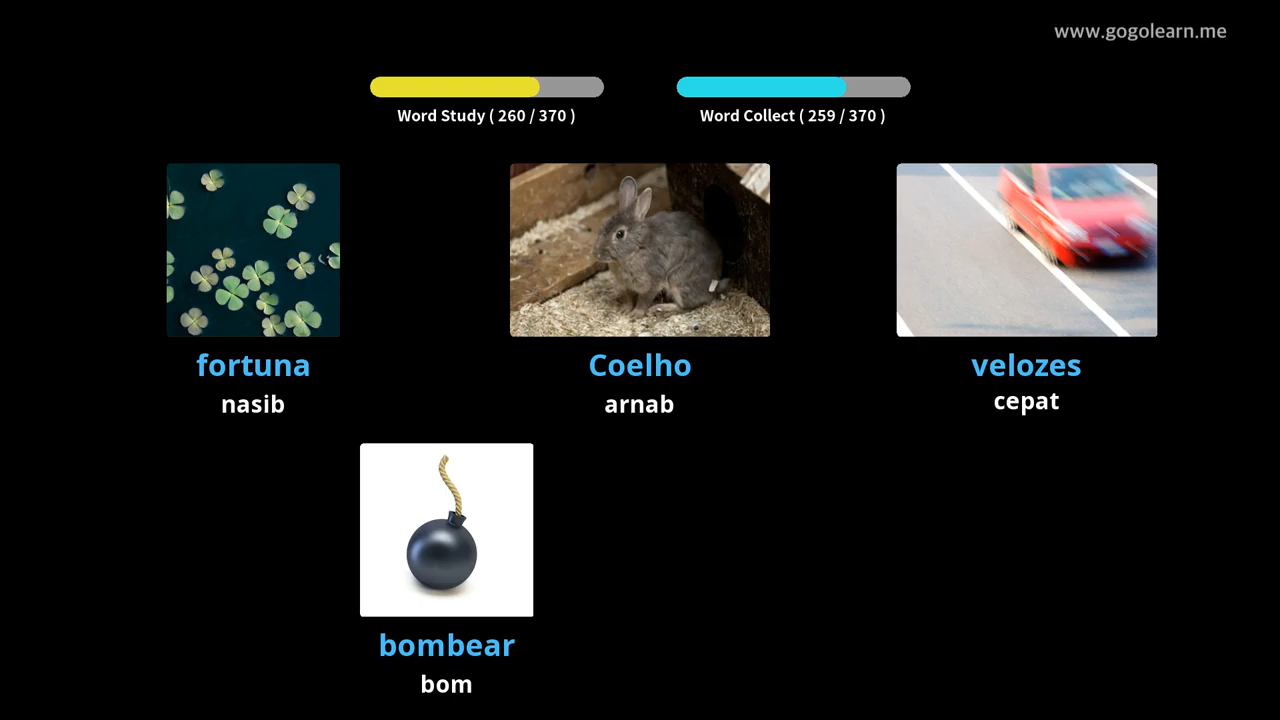 www.gogolearn.me
Word Study ( 260 / 370 )
Word Collect ( 259 / 370 )
fortuna
nasib
Coelho
arnab
velozes
cepat
bombear
bom